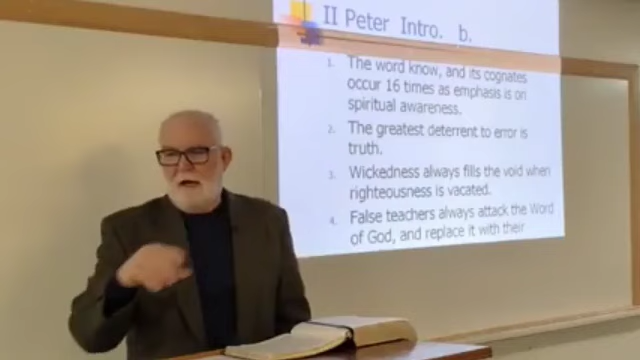 II Peter Intro. b.
1. The word know, and its cognates
occur 16 times as emphasis is on
spiritual awareness.
2. The greatest deterrent to error is
truth.
3. Wickedness always fills the void when
righteousness is vacated.
4. False teachers always attack the Word
of God, and replace it with their